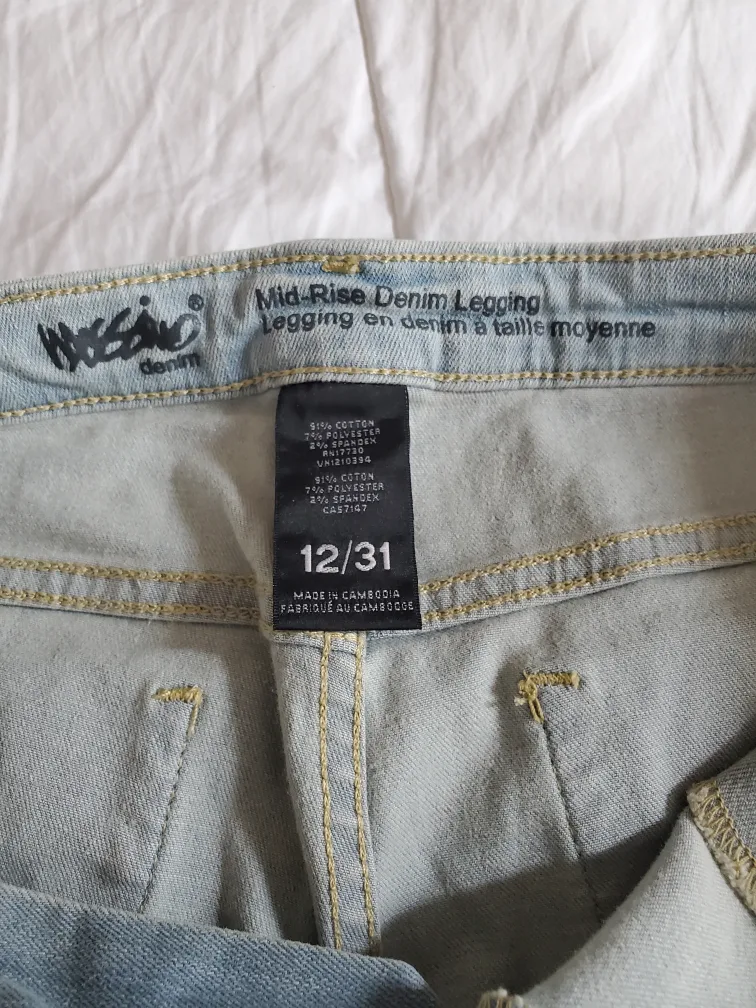 Mossimo®
denim
Mid-Rise Denim Legging
Legging en denim à taille moyenne
91% COTTON
7% POLYESTER
2% SPANDEX
RN17730
VN1210394
91% COTON
7% POLYESTER
2% SPANDEX
CA57147
12/31
MADE IN CAMBODIA
FABRIQUÉ AU CAMBODGE